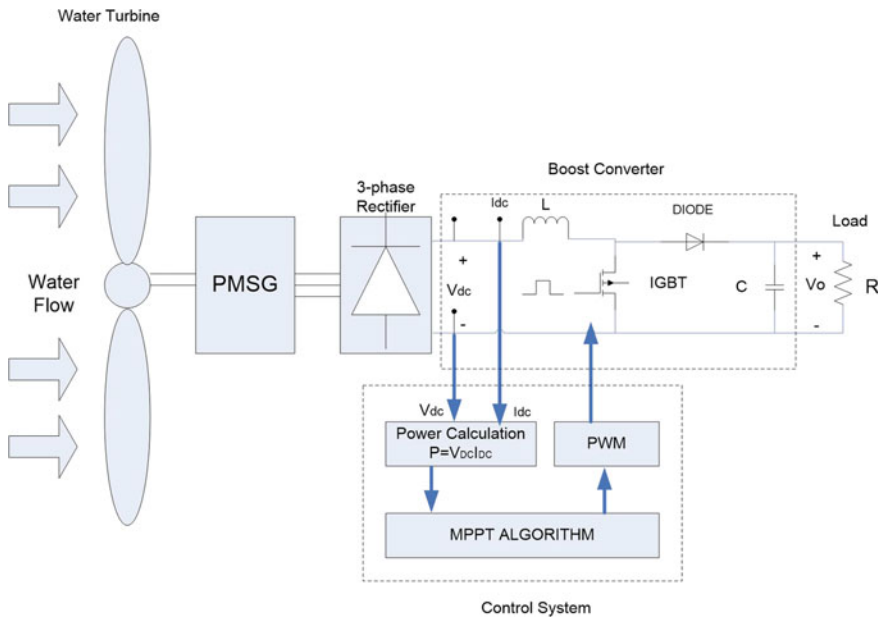 Water Turbine
3-phase
Rectifier
Boost Converter
Idc
L
DIODE
Load
Water
Flow
PMSG
+
Vdc
-
IGBT
C
+
Vo
-
R
Vdc
Idc
Power Calculation
P=VDCIDC
PWM
MPPT ALGORITHM
Control System